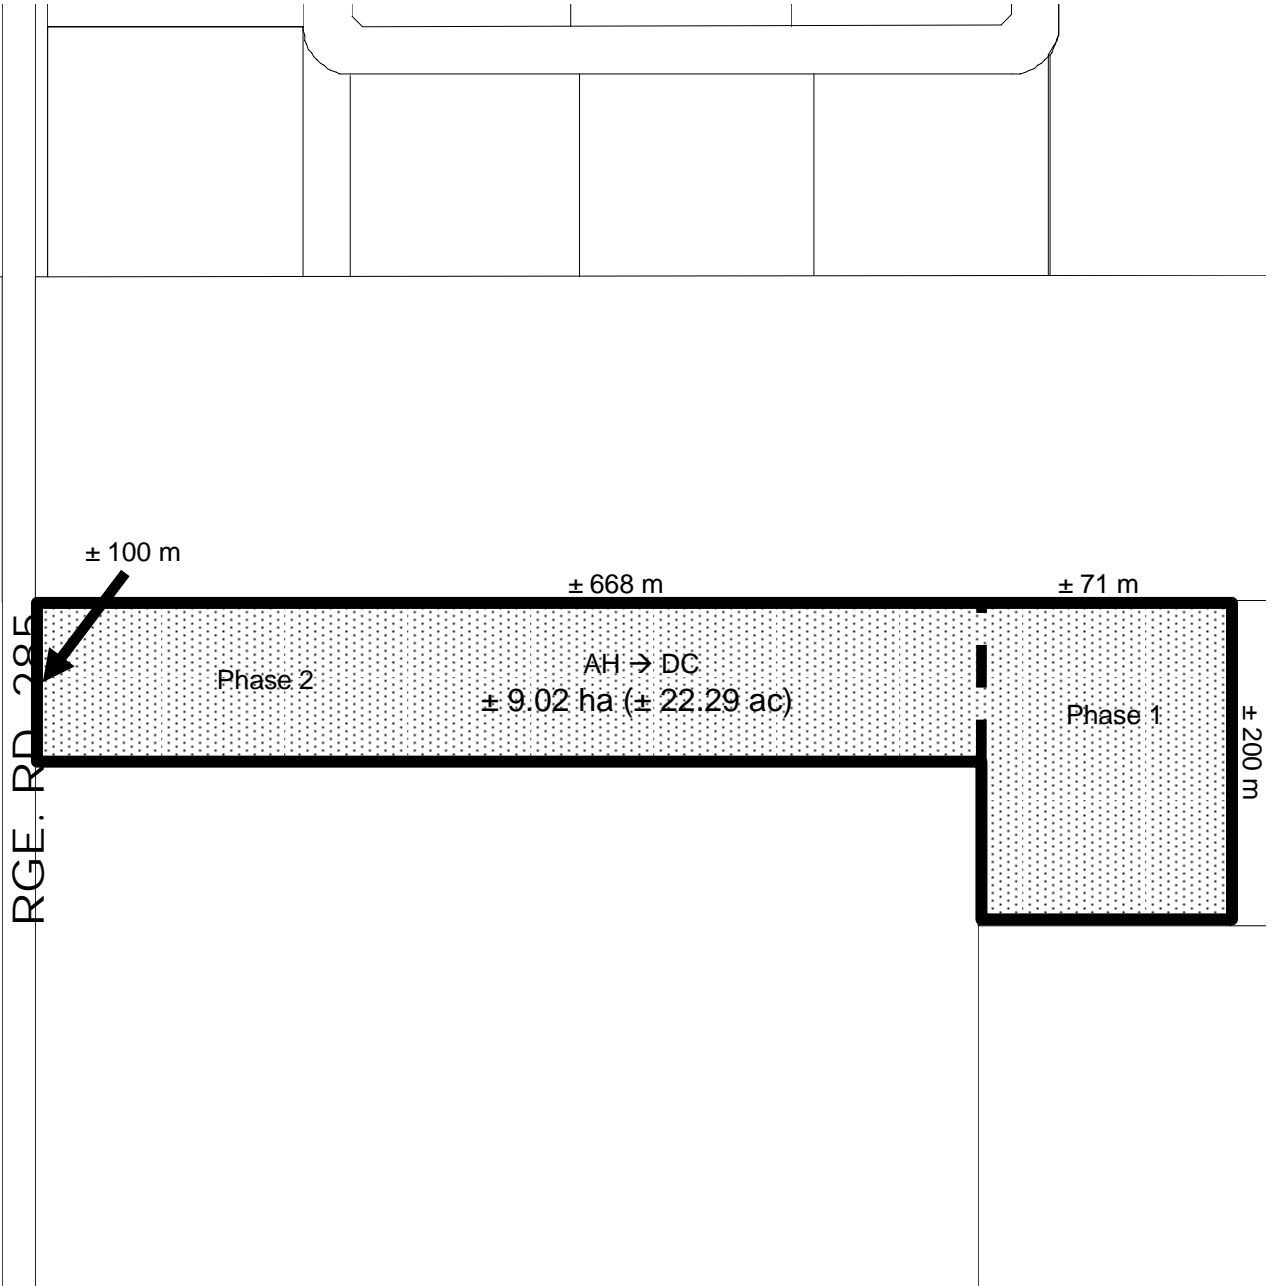 ± 100 m
± 668 m
± 71 m
RGE. RD 285
Phase 2
AH → DC
± 9.02 ha (± 22.29 ac)
Phase 1
± 200 m